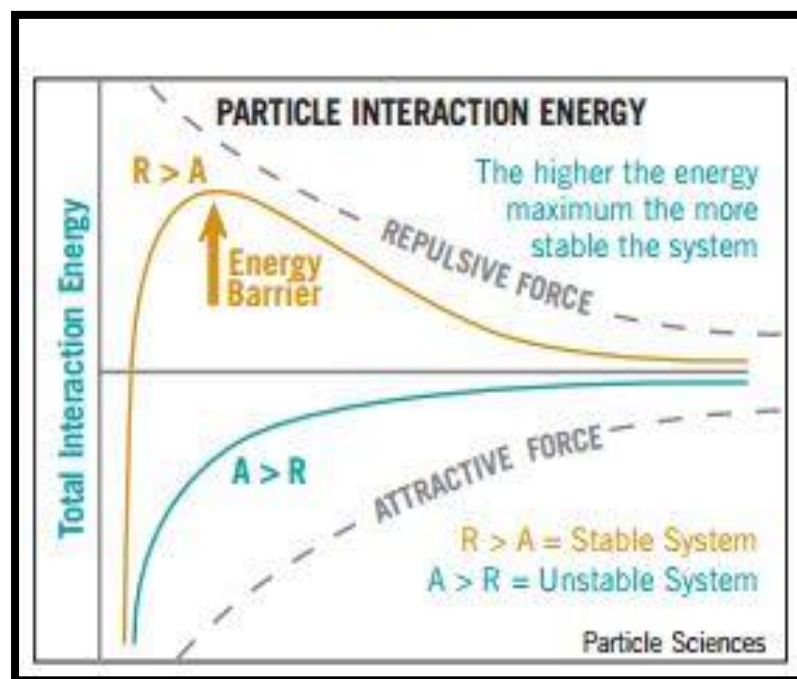 PARTICLE INTERACTION ENERGY
R > A
The higher the energy
maximum the more
stable the system
REPULSIVE FORCE
Energy
Barrier
Total Interaction Energy
A > R
ATTRACTIVE FORCE
R > A = Stable System
A > R = Unstable System
Particle Sciences